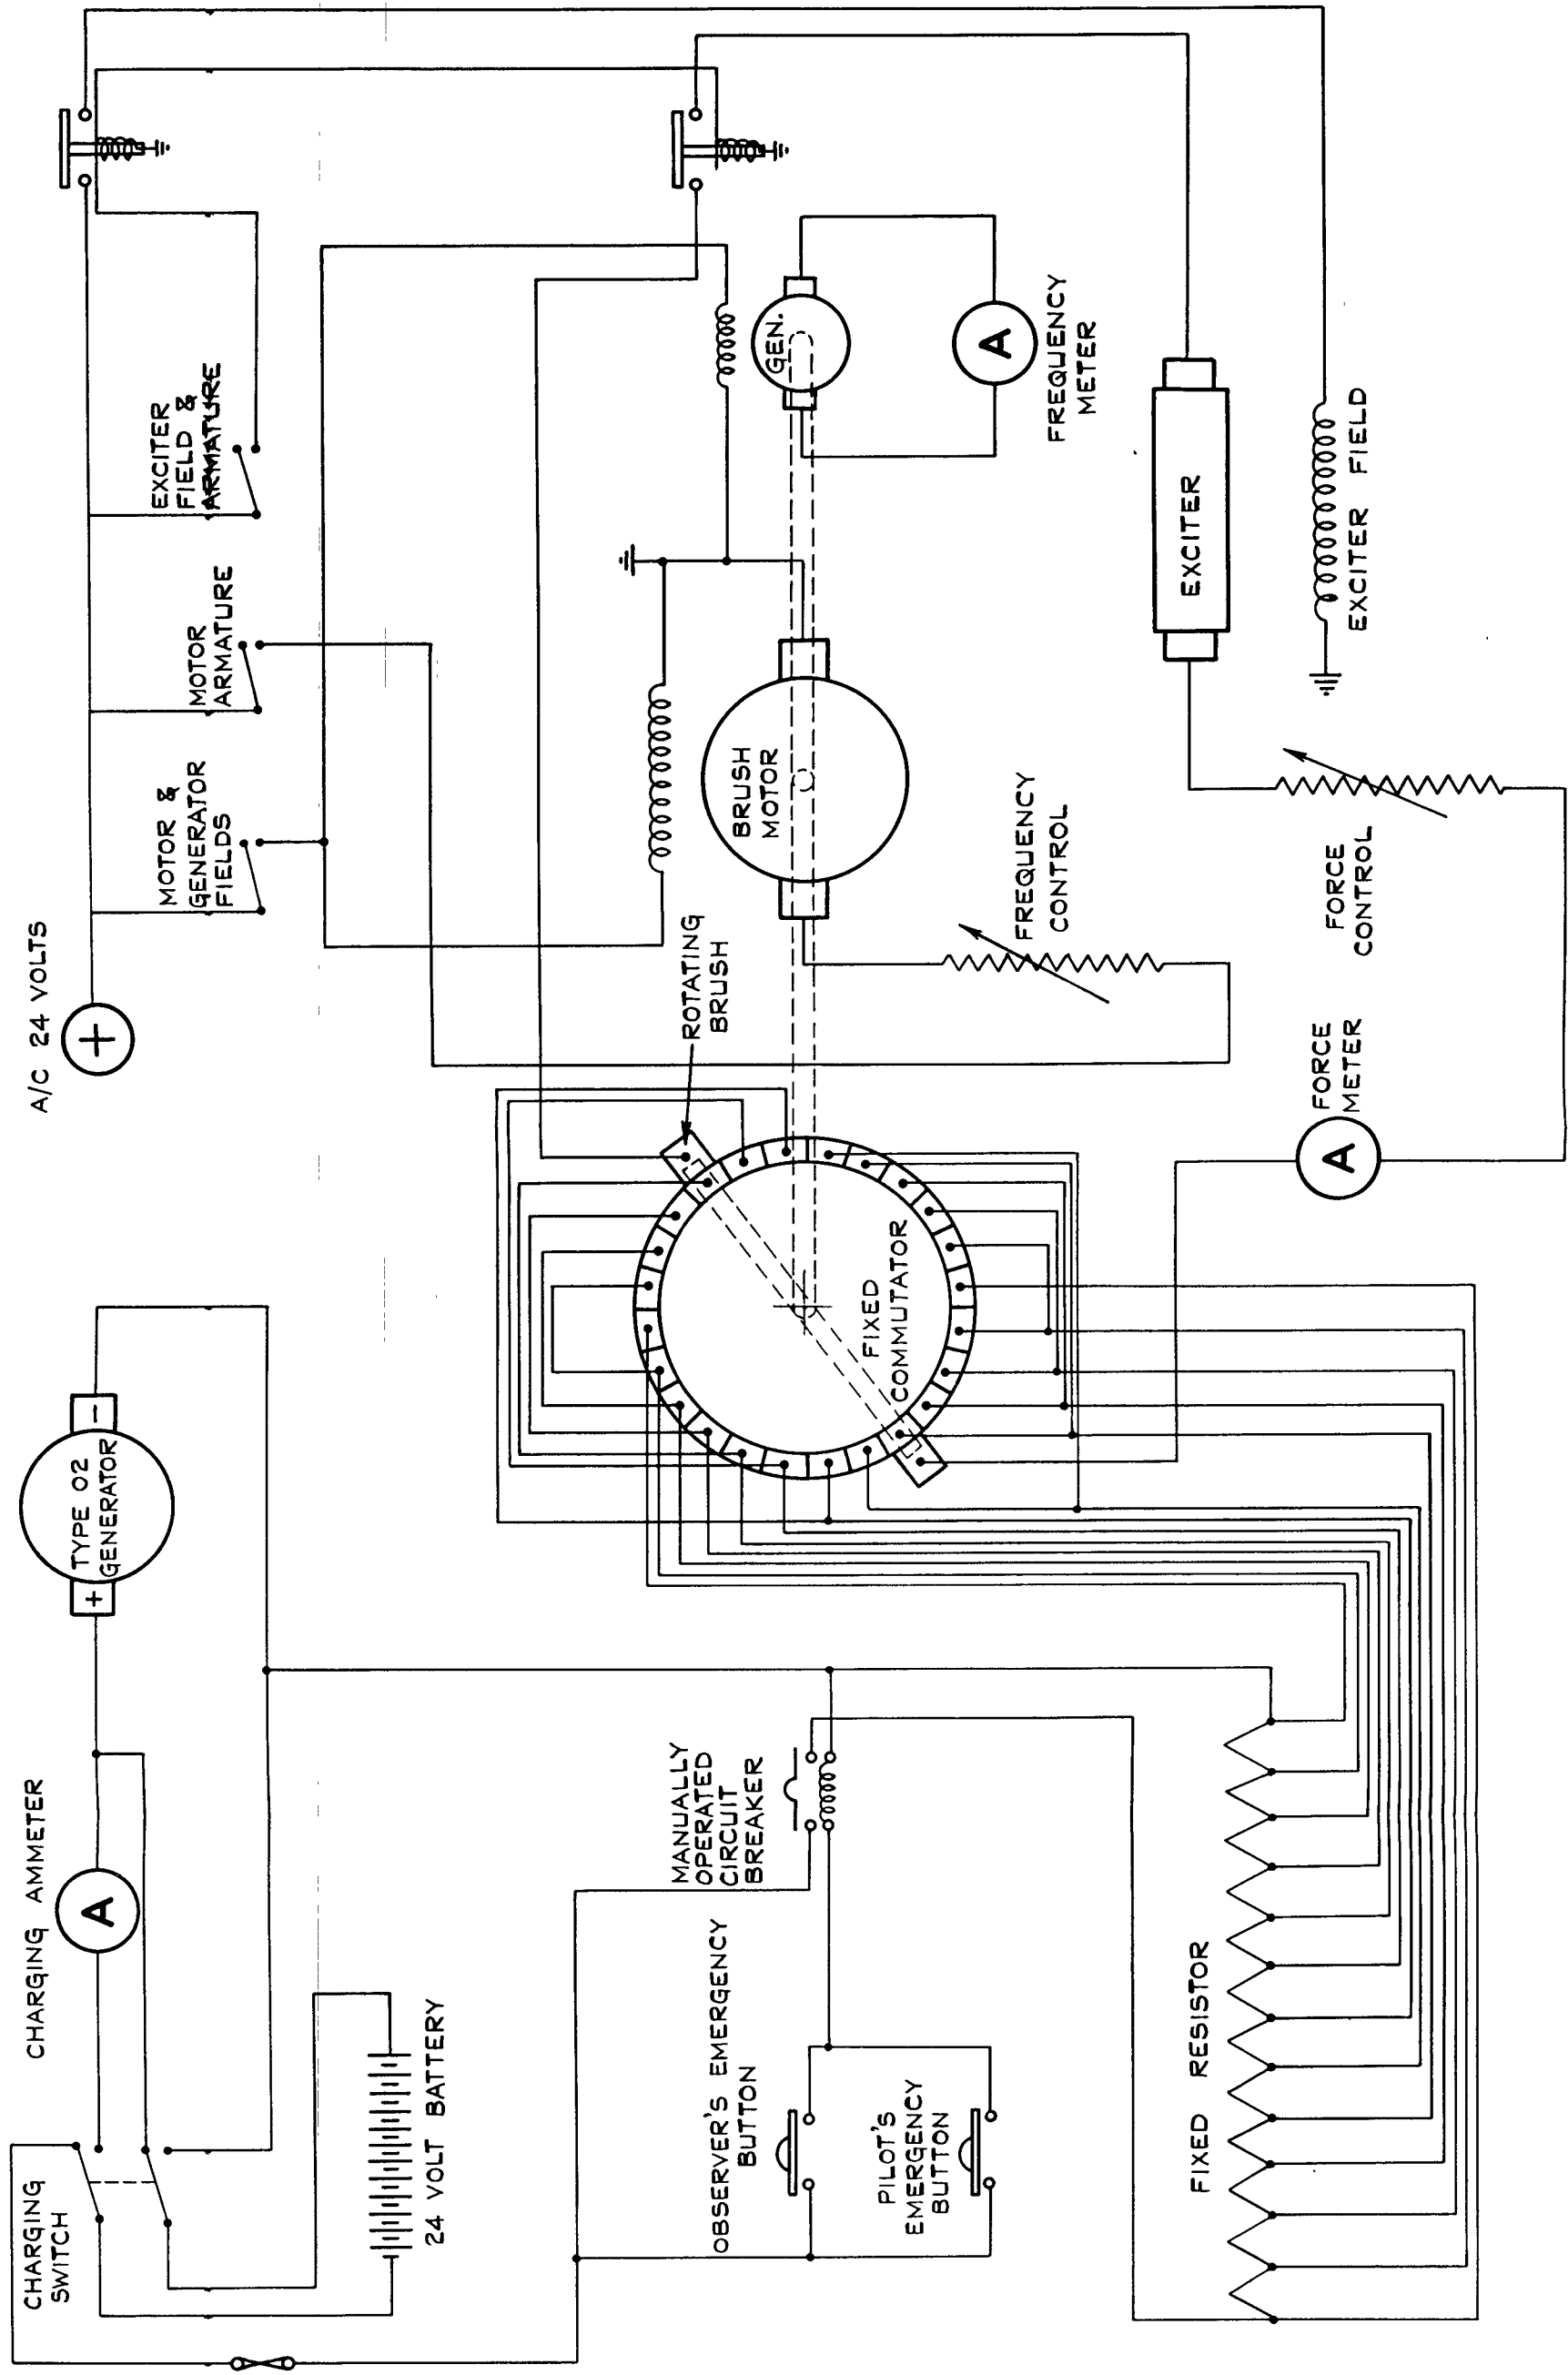 CHARGING
SWITCH
CHARGING AMMETER
A
+
TYPE 02
GENERATOR
-
24 VOLT BATTERY
A/C 24 VOLTS
+
MOTOR &
GENERATOR
FIELDS
MOTOR
ARMATURE
EXCITER
FIELD &
ARMATURE
OBSERVER'S EMERGENCY
BUTTON
PILOT'S
EMERGENCY
BUTTON
MANUALLY
OPERATED
CIRCUIT
BREAKER
ROTATING
BRUSH
FIXED
COMMUTATOR
BRUSH
MOTOR
GEN.
FREQUENCY
CONTROL
A
FREQUENCY
METER
FIXED RESISTOR
A
FORCE
METER
FORCE
CONTROL
EXCITER
EXCITER FIELD